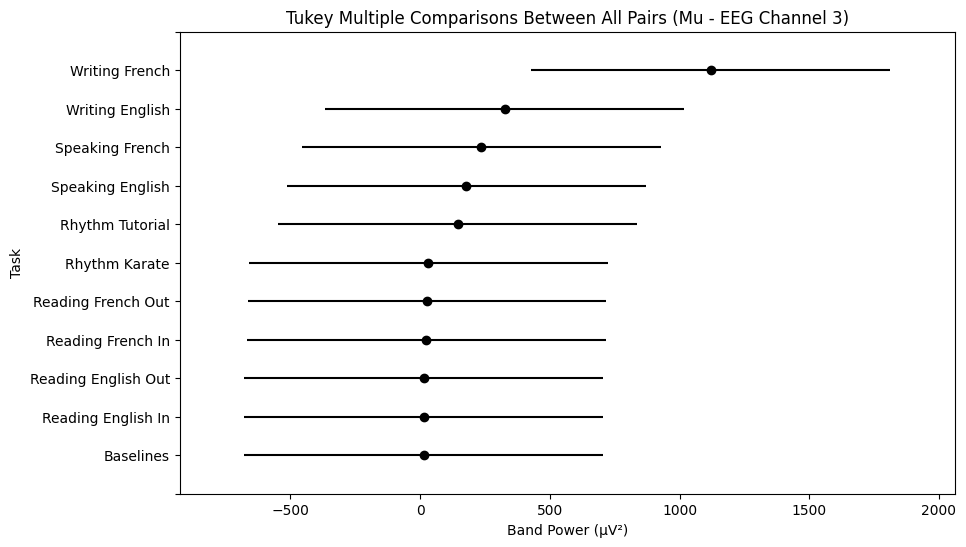 Tukey Multiple Comparisons Between All Pairs (Mu - EEG Channel 3)
Writing French
Writing English
Speaking French
Speaking English
Rhythm Tutorial
Rhythm Karate
Reading French Out
Reading French In
Reading English Out
Reading English In
Baselines
Task
−500 0 500 1000 1500 2000
Band Power (µV²)